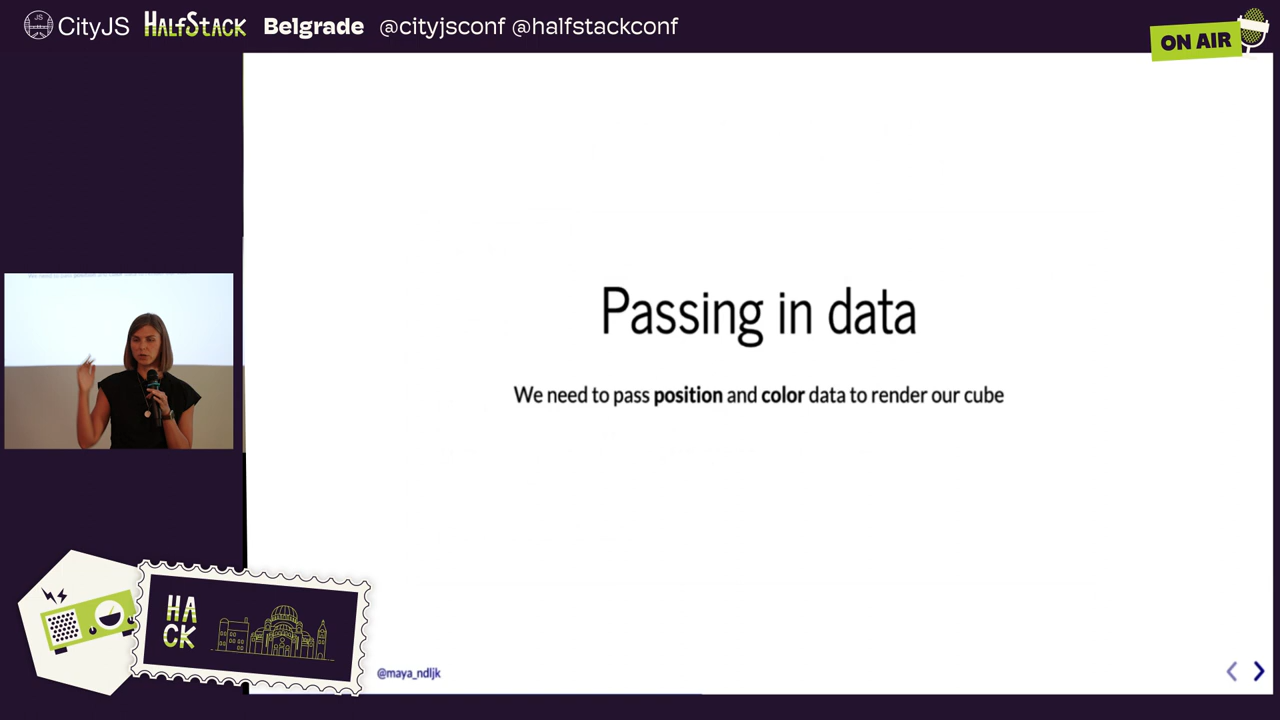 JS CityJS HALFSTACK Belgrade @cityjsconf @halfstackconf
ON AIR
Passing in data
We need to pass position and color data to render our cube
HA
CK
@maya_ndljk